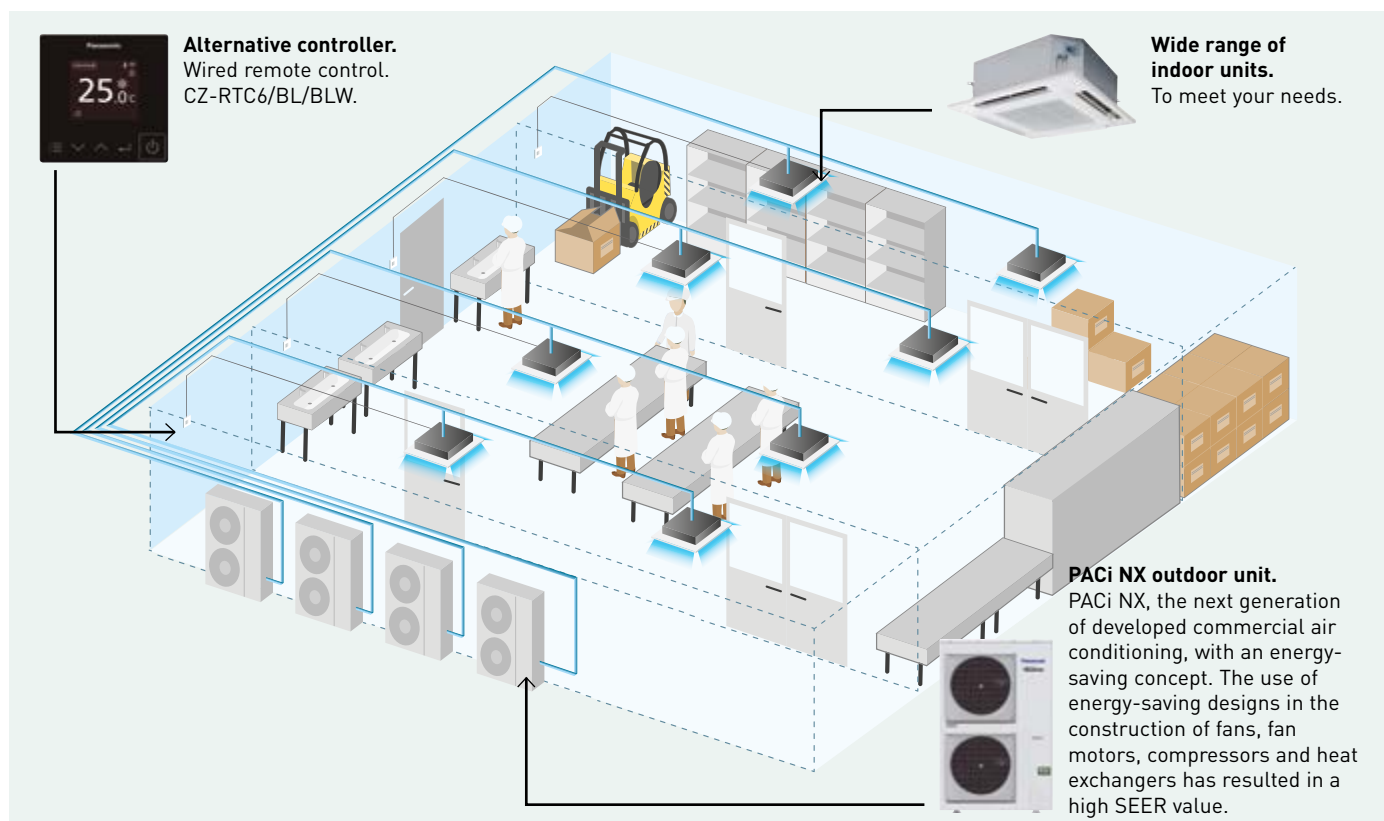 Panasonic
25.0c
Alternative controller.
Wired remote control.
CZ-RTC6/BL/BLW.
Wide range of
indoor units.
To meet your needs.
PACi NX outdoor unit.
PACi NX, the next generation
of developed commercial air
conditioning, with an energy-
saving concept. The use of
energy-saving designs in the
construction of fans, fan
motors, compressors and heat
exchangers has resulted in a
high SEER value.
Panasonic